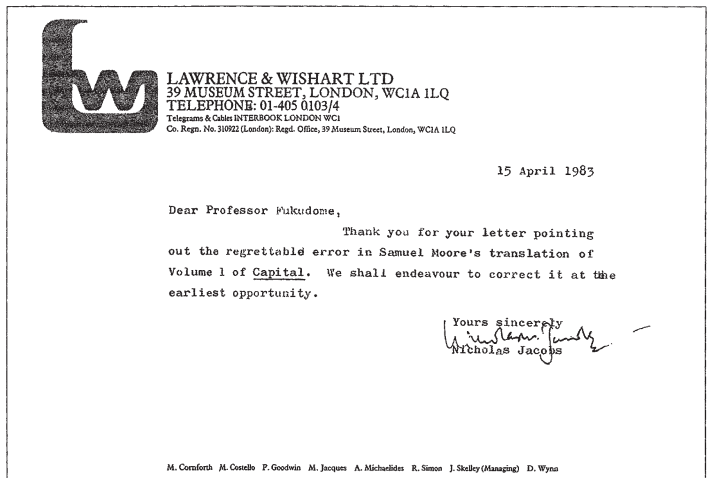 LW
LAWRENCE & WISHART LTD
39 MUSEUM STREET, LONDON, WC1A 1LQ
TELEPHONE: 01-405 0103/4
Telegrams & Cables INTERBOOK LONDON WC1
Co. Regn. No. 310922 (London): Regd. Office, 39 Museum Street, London, WC1A 1LQ
15 April 1983
Dear Professor Fukudome,
Thank you for your letter pointing
out the regrettable error in Samuel Moore's translation of
Volume 1 of Capital. We shall endeavour to correct it at the
earliest opportunity.
Yours sincerely
Nicholas Jacobs
Nicholas Jacobs
M. Cornforth M. Costello P. Goodwin M. Jacques A. Michaelides R. Simon J. Skelley (Managing) D. Wynn